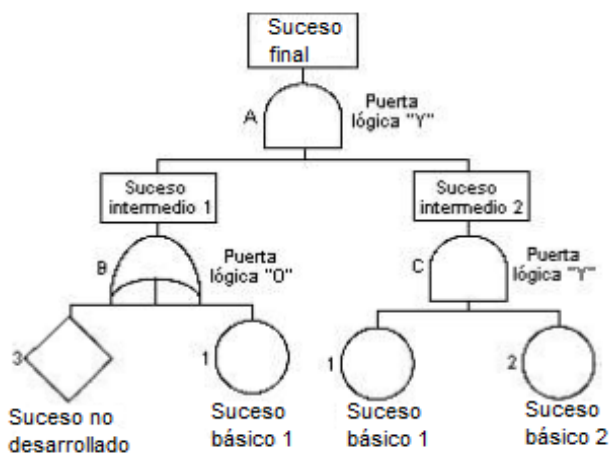 Suceso
final
A
Puerta
lógica "Y"
Suceso
intermedio 1
Suceso
intermedio 2
B
Puerta
lógica "O"
C
Puerta
lógica "Y"
3
1
1
2
Suceso no
desarrollado
Suceso
básico 1
Suceso
básico 1
Suceso
básico 2